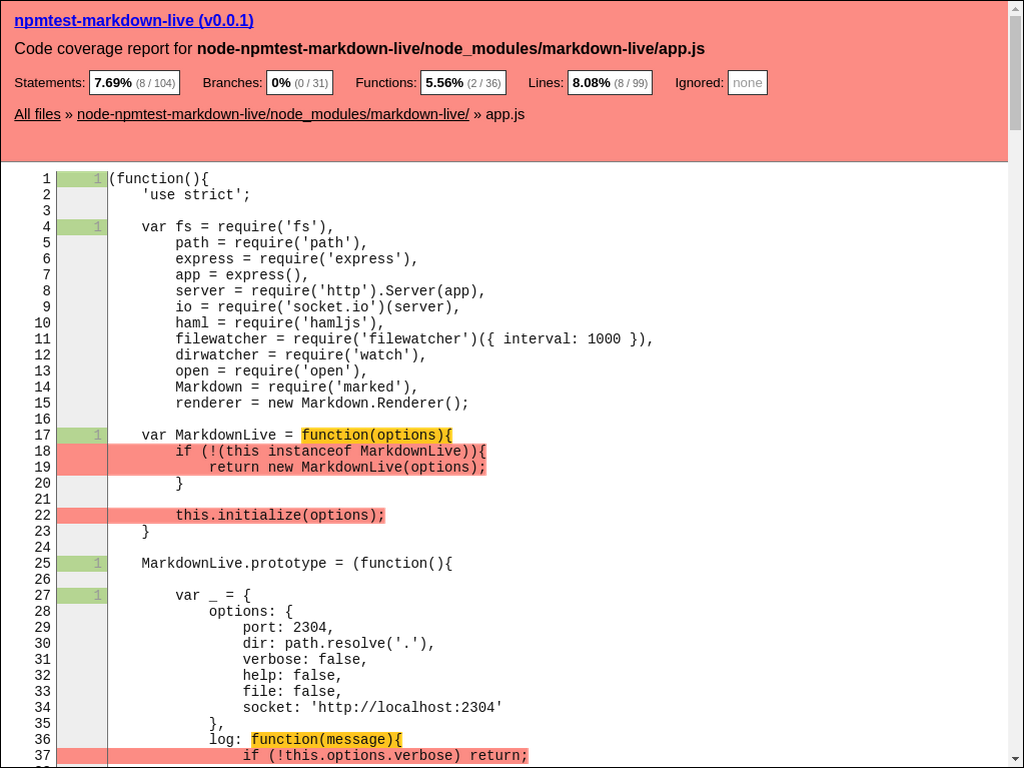 npmtest-markdown-live (v0.0.1)
Code coverage report for node-npmtest-markdown-live/node_modules/markdown-live/app.js
Statements: 7.69% (8 / 104) Branches: 0% (0 / 31) Functions: 5.56% (2 / 36) Lines: 8.08% (8 / 99) Ignored: none
All files » node-npmtest-markdown-live/node_modules/markdown-live/ » app.js
1 1 (function(){
2     'use strict';
3
4 1     var fs = require('fs'),
5         path = require('path'),
6         express = require('express'),
7         app = express(),
8         server = require('http').Server(app),
9         io = require('socket.io')(server),
10         haml = require('hamljs'),
11         filewatcher = require('filewatcher')({ interval: 1000 }),
12         dirwatcher = require('watch'),
13         open = require('open'),
14         Markdown = require('marked'),
15         renderer = new Markdown.Renderer();
16
17 1     var MarkdownLive = function(options){
18         if (!(this instanceof MarkdownLive)){
19             return new MarkdownLive(options);
20         }
21
22         this.initialize(options);
23     }
24
25 1     MarkdownLive.prototype = (function(){
26
27 1         var _ = {
28             options: {
29                 port: 2304,
30                 dir: path.resolve('.'),
31                 verbose: false,
32                 help: false,
33                 file: false,
34                 socket: 'http://localhost:2304'
35             },
36             log: function(message){
37                 if (!this.options.verbose) return;